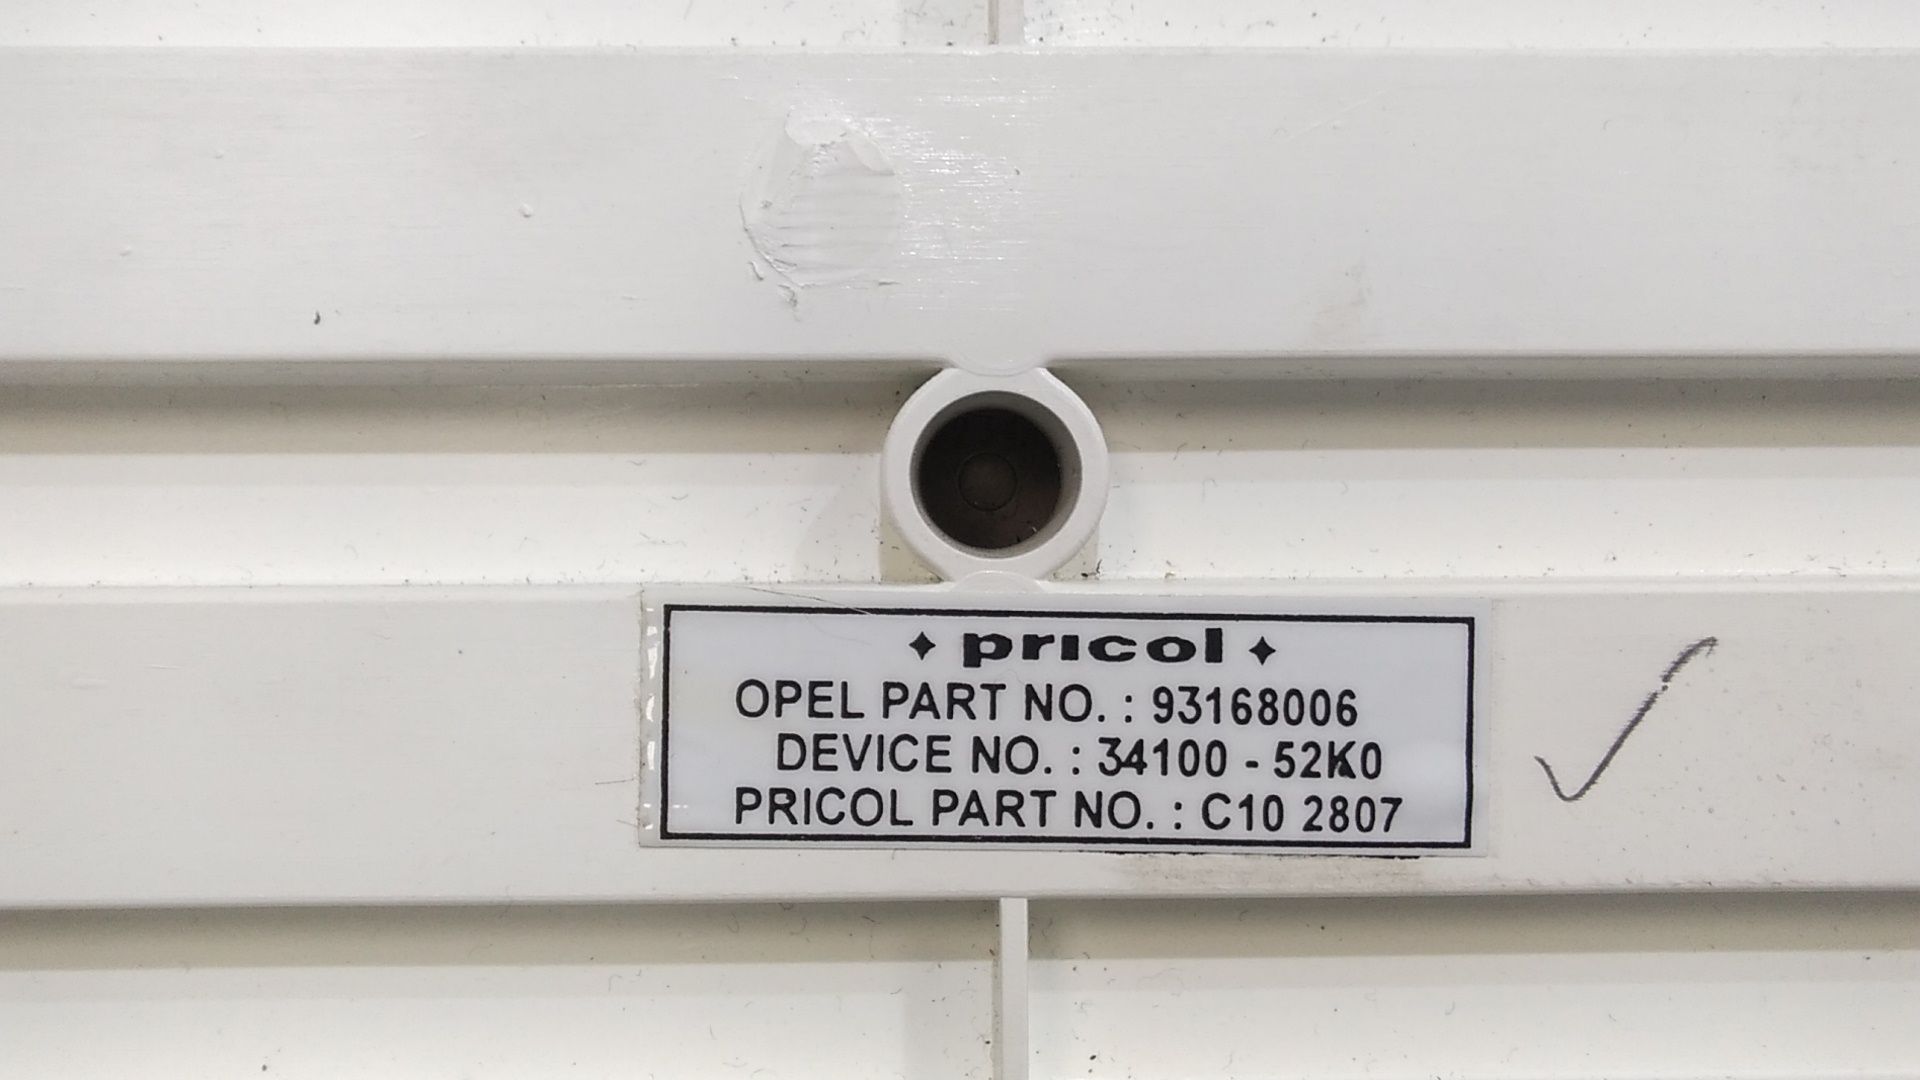 pricol
OPEL PART NO. : 93168006
DEVICE NO. : 34100 - 52K0
PRICOL PART NO. : C10 2807